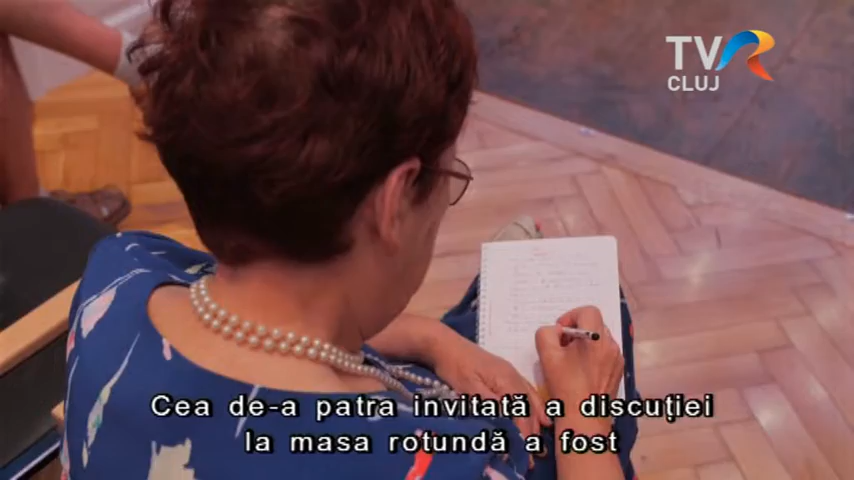 TVR
CLUJ
Cea de-a patra invitată a discuției
la masa rotundă a fost